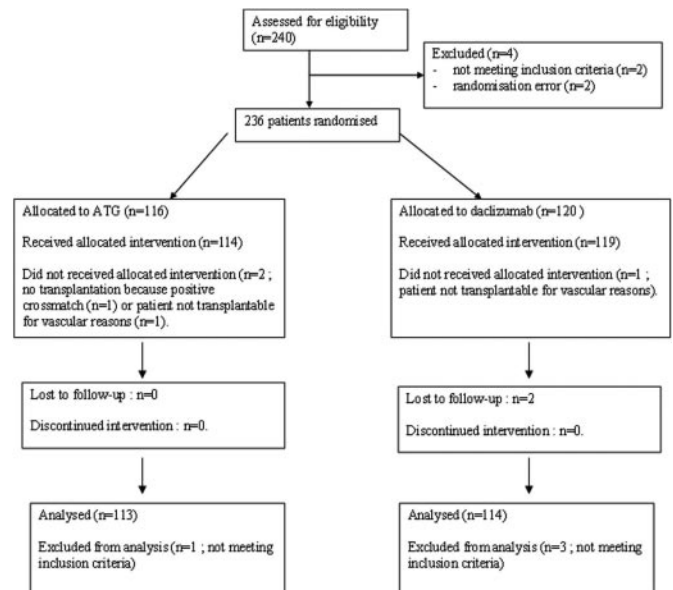 Assessed for eligibility
(n=240)
Excluded (n=4)
- not meeting inclusion criteria (n=2)
- randomisation error (n=2)
236 patients randomised
Allocated to ATG (n=116)
Received allocated intervention (n=114)
Did not received allocated intervention (n=2 ;
no transplantation because positive
crossmatch (n=1) or patient not transplantable
for vascular reasons (n=1).
Allocated to daclizumab (n=120 )
Received allocated intervention (n=119)
Did not received allocated intervention (n=1 ;
patient not transplantable for vascular reasons).
Lost to follow-up : n=0
Discontinued intervention : n=0.
Lost to follow-up : n=2
Discontinued intervention : n=0.
Analysed (n=113)
Excluded from analysis (n=1 ; not meeting
inclusion criteria)
Analysed (n=114)
Excluded from analysis (n=3 ; not meeting
inclusion criteria)